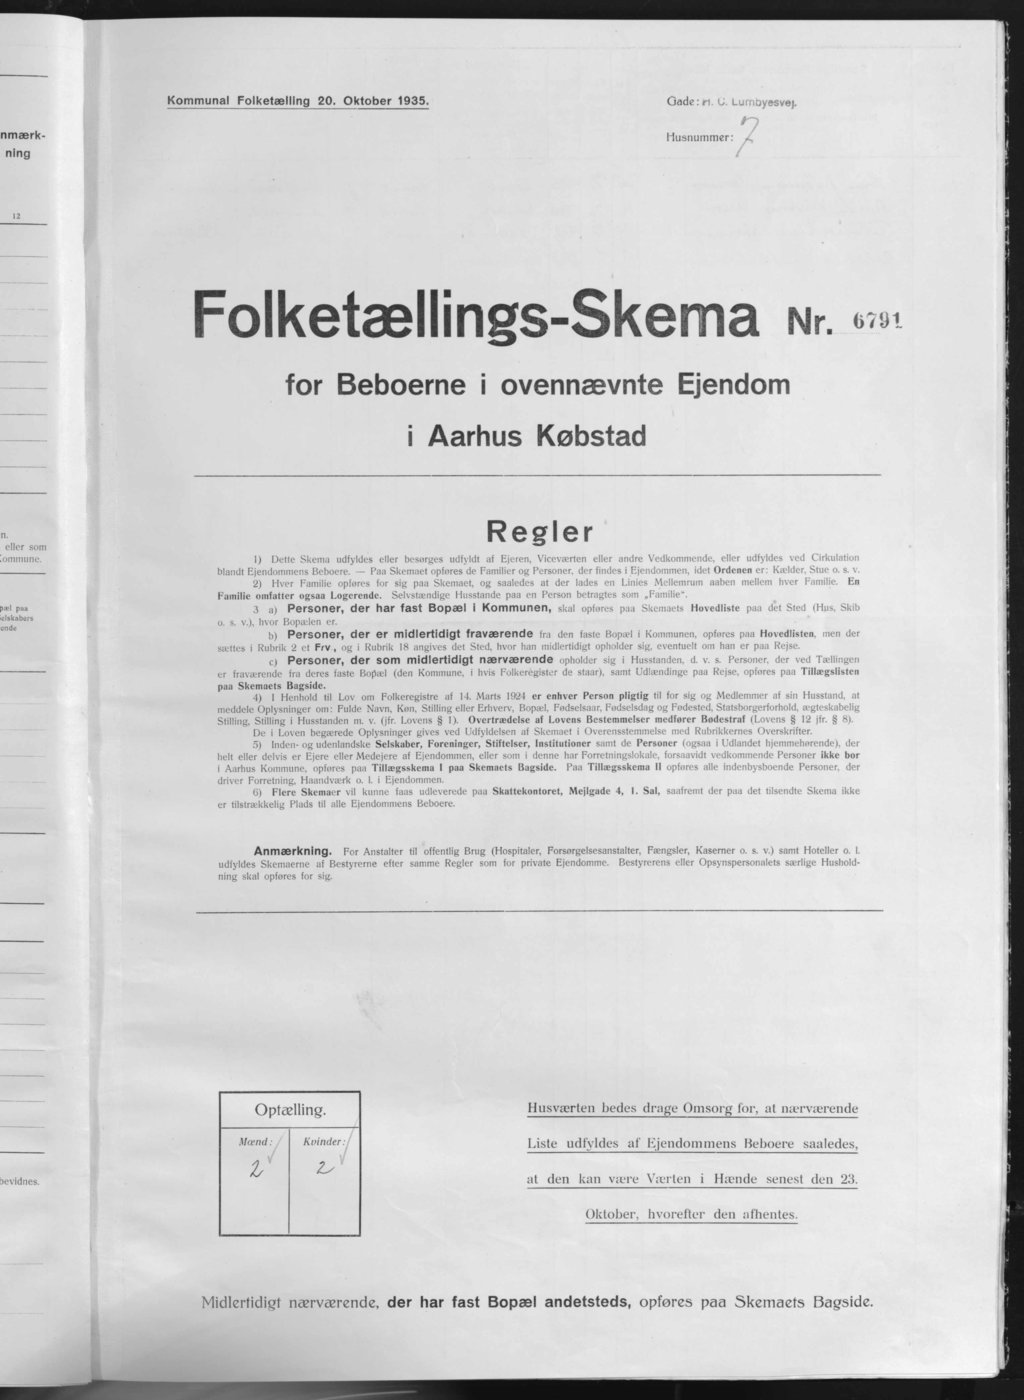 nmærk-
ning
12
n.
eller som
Kommune.
pæl paa
elskabers
ende
bevidnes.
Kommunal Folketælling 20. Oktober 1935.
Gade: H. C. Lumbyesvej.
Husnummer: 7
Folketællings-Skema Nr. 6791
for Beboerne i ovennævnte Ejendom
i Aarhus Købstad
Regler
1) Dette Skema udfyldes eller besørges udfyldt af Ejeren, Viceværten eller andre Vedkommende, eller udfyldes ved Cirkulation
blandt Ejendommens Beboere. — Paa Skemaet opføres de Familier og Personer, der findes i Ejendommen, idet Ordenen er: Kælder, Stue o. s. v.
2) Hver Familie opføres for sig paa Skemaet, og saaledes at der lades en Linies Mellemrum aaben mellem hver Familie. En
Familie omfatter ogsaa Logerende. Selvstændige Husstande paa en Person betragtes som „Familie".
3 a) Personer, der har fast Bopæl i Kommunen, skal opføres paa Skemaets Hovedliste paa det Sted (Hus, Skib
o. s. v.), hvor Bopælen er.
b) Personer, der er midlertidigt fraværende fra den faste Bopæl i Kommunen, opføres paa Hovedlisten, men der
sættes i Rubrik 2 et Frv., og i Rubrik 18 angives det Sted, hvor han midlertidigt opholder sig, eventuelt om han er paa Rejse.
c) Personer, der som midlertidigt nærværende opholder sig i Husstanden, d. v. s. Personer, der ved Tællingen
er fraværende fra deres faste Bopæl (den Kommune, i hvis Folkeregister de staar), samt Udlændinge paa Rejse, opføres paa Tillægslisten
paa Skemaets Bagside.
4) I Henhold til Lov om Folkeregistre af 14. Marts 1924 er enhver Person pligtig til for sig og Medlemmer af sin Husstand, at
meddele Oplysninger om: Fulde Navn, Køn, Stilling eller Erhverv, Bopæl, Fødselsaar, Fødselsdag og Fødested, Statsborgerforhold, ægteskabelig
Stilling, Stilling i Husstanden m. v. (jfr. Lovens § 1). Overtrædelse af Lovens Bestemmelser medfører Bødestraf (Lovens § 12 jfr. § 8).
De i Loven begærede Oplysninger gives ved Udfyldelsen af Skemaet i Overensstemmelse med Rubrikkernes Overskrifter.
5) Inden- og udenlandske Selskaber, Foreninger, Stiftelser, Institutioner samt de Personer (ogsaa i Udlandet hjemmehørende), der
helt eller delvis er Ejere eller Medejere af Ejendommen, eller som i denne har Forretningslokale, forsaavidt vedkommende Personer ikke bor
i Aarhus Kommune, opføres paa Tillægsskema I paa Skemaets Bagside. Paa Tillægsskema II opføres alle indenbysboende Personer, der
driver Forretning, Haandværk o. l. i Ejendommen.
6) Flere Skemaer vil kunne faas udleverede paa Skattekontoret, Mejlgade 4, 1. Sal, saafremt der paa det tilsendte Skema ikke
er tilstrækkelig Plads til alle Ejendommens Beboere.
Anmærkning. For Anstalter til offentlig Brug (Hospitaler, Forsørgelsesanstalter, Fængsler, Kaserner o. s. v.) samt Hoteller o. l.
udfyldes Skemaerne af Bestyrerne efter samme Regler som for private Ejendomme. Bestyrerens eller Opsynspersonalets særlige Hushold-
ning skal opføres for sig.
Optælling.
Mænd: Kvinder:
2 2
Husværten bedes drage Omsorg for, at nærværende
Liste udfyldes af Ejendommens Beboere saaledes,
at den kan være Værten i Hænde senest den 23.
Oktober, hvorefter den afhentes.
Midlertidigt nærværende, der har fast Bopæl andetsteds, opføres paa Skemaets Bagside.